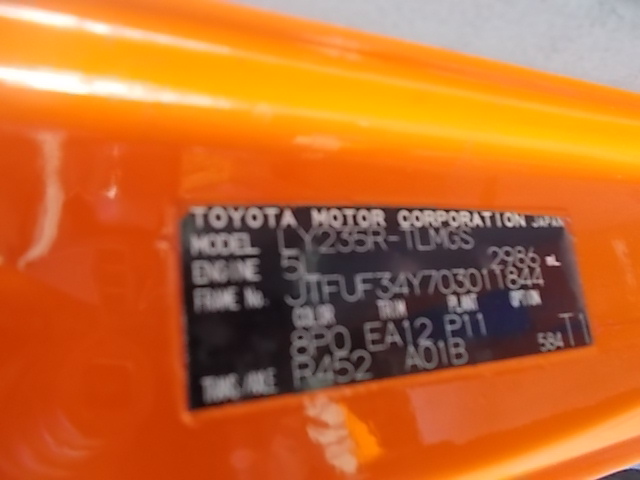 TOYOTA MOTOR CORPORATION JAPAN
MODEL LY235R-TLMGS
ENGINE 5L 2986 mL
FRAME No. JTFUF34Y703011844
COLOR TRIM PLANT OPTION
8P0 EA12 P11
TRANS/AXLE R452 A01B 584 T1